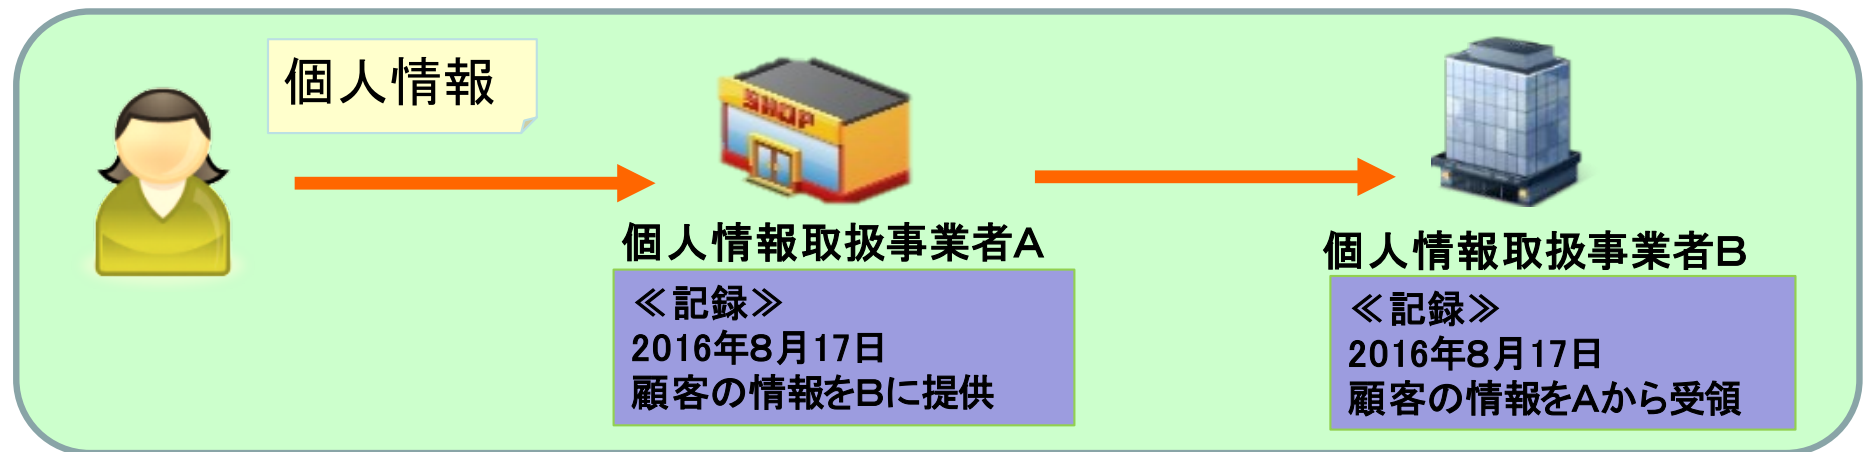 個人情報
SHOP
個人情報取扱事業者Ａ
≪記録≫
2016年８月17日
顧客の情報をＢに提供
個人情報取扱事業者Ｂ
≪記録≫
2016年８月17日
顧客の情報をＡから受領